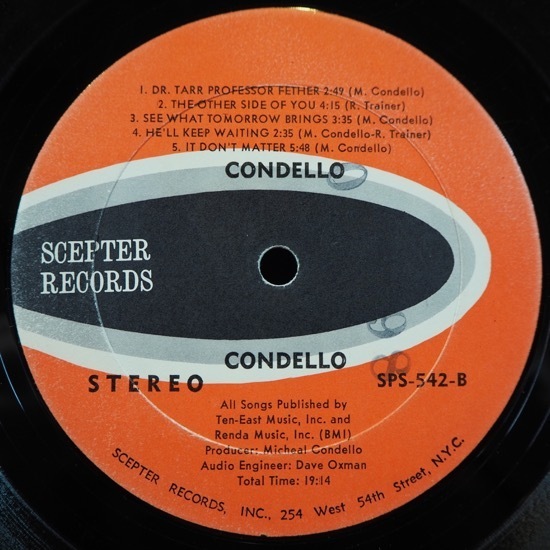 1. DR. TARR PROFESSOR FETHER 2:49 (M. Condello)
2. THE OTHER SIDE OF YOU 4:15 (R. Trainer)
3. SEE WHAT TOMORROW BRINGS 3:35 (M. Condello)
4. HE'LL KEEP WAITING 2:35 (M. Condello-R. Trainer)
5. IT DON'T MATTER 5:48 (M. Condello)
CONDELLO
SCEPTER
RECORDS
CONDELLO
STEREO
SPS-542-B
All Songs Published by
Ten-East Music, Inc. and
Renda Music, Inc. (BMI)
Producer: Micheal Condello
Audio Engineer: Dave Oxman
Total Time: 19:14
SCEPTER RECORDS, INC., 254 West 54th Street, N.Y.C.